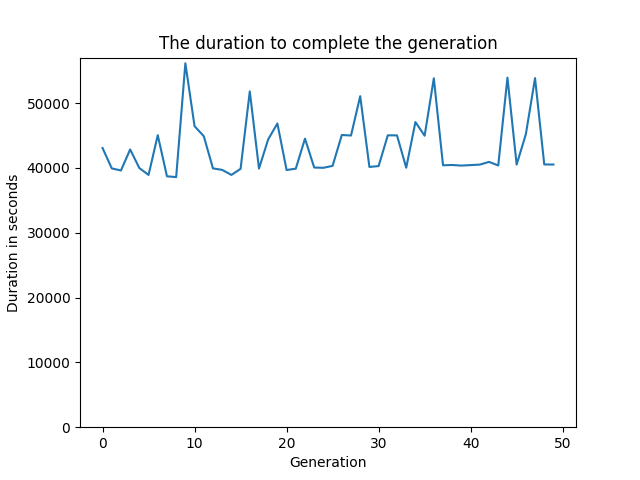 The duration to complete the generation
Duration in seconds
50000
40000
30000
20000
10000
0
0 10 20 30 40 50
Generation